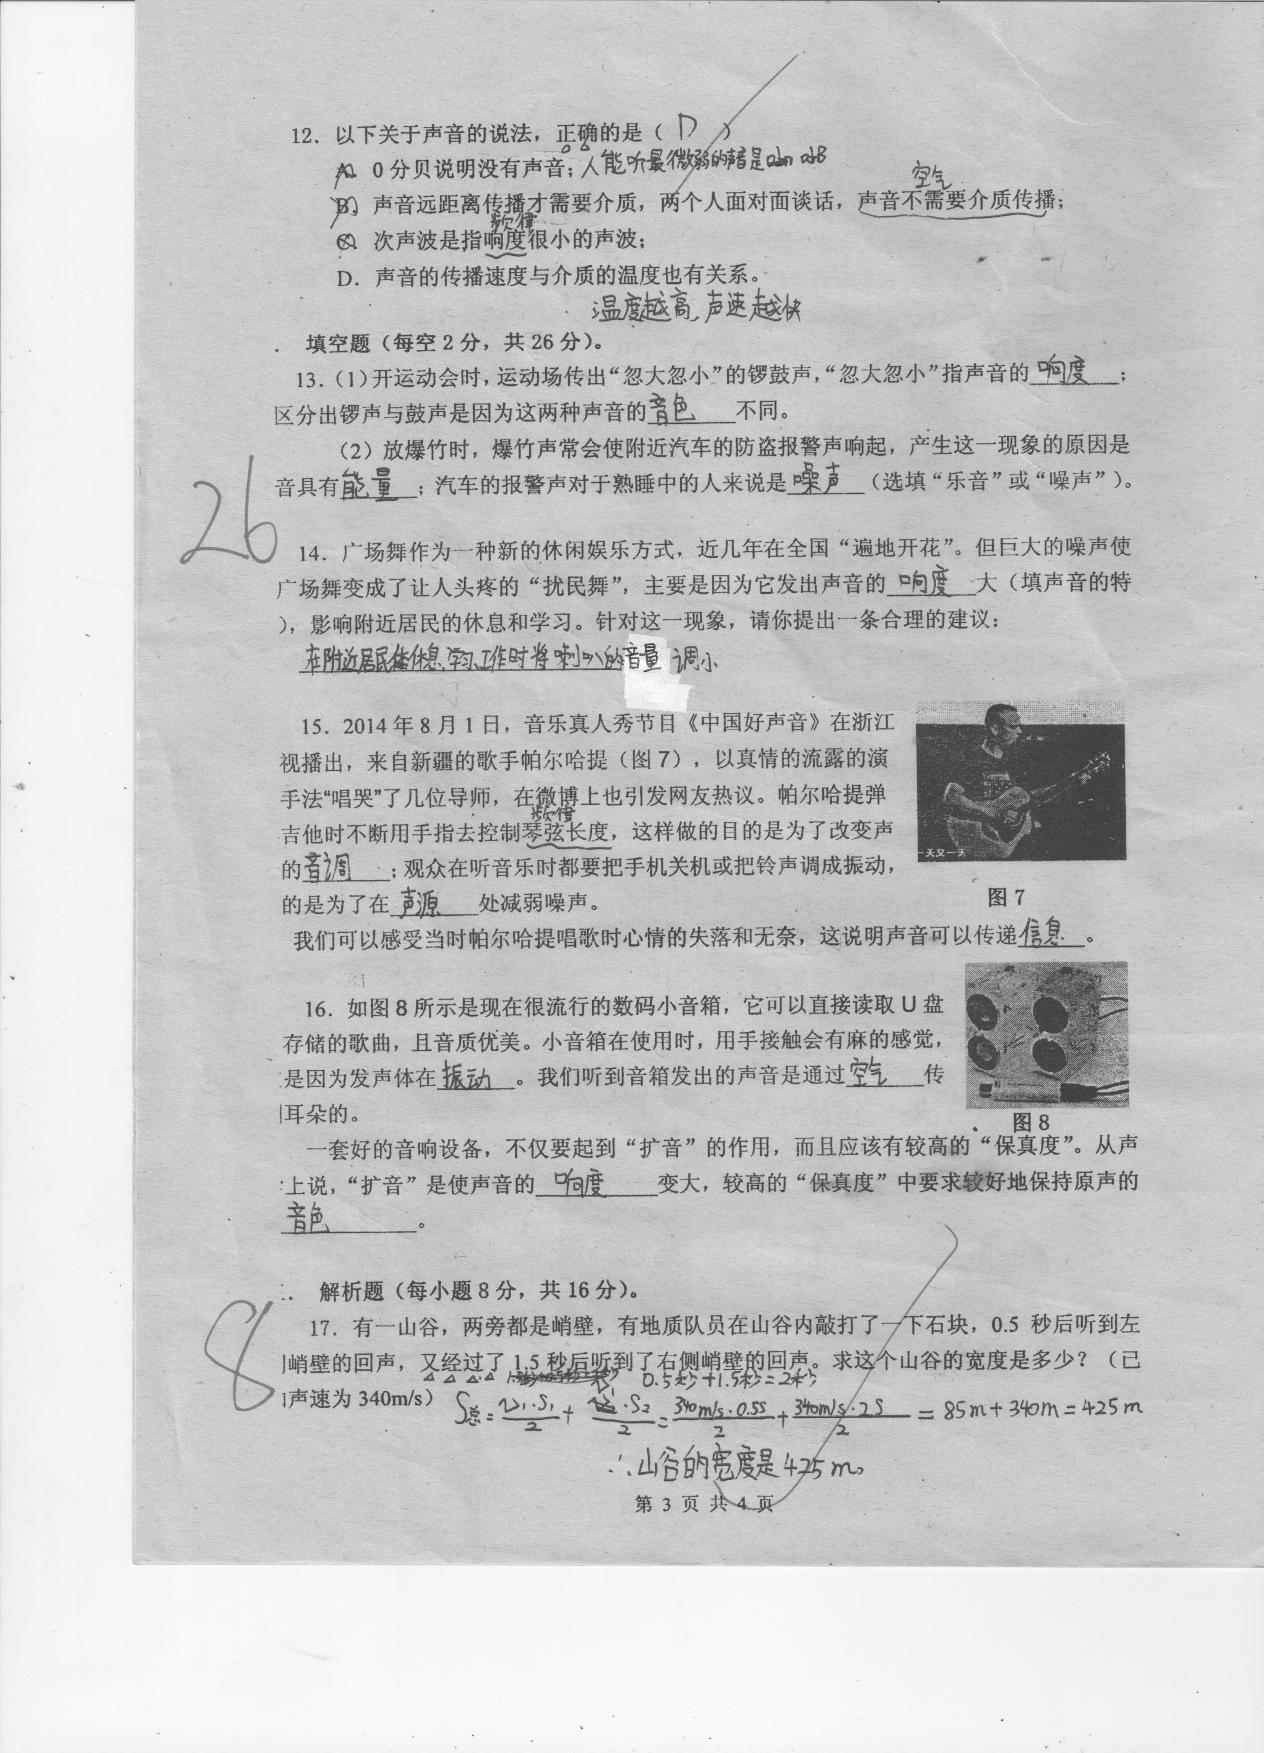 12. 以下关于声音的说法，正确的是（ D ）
A. 0分贝说明没有声音；人能听最微弱的声音是 0dB
空气
B. 声音远距离传播才需要介质，两个人面对面谈话，声音不需要介质传播；
频率
C. 次声波是指响度很小的声波；
D. 声音的传播速度与介质的温度也有关系。
温度越高，声速越快
. 填空题（每空2分，共26分）。
13.（1）开运动会时，运动场传出“忽大忽小”的锣鼓声，“忽大忽小”指声音的 响度 ；
区分出锣声与鼓声是因为这两种声音的 音色 不同。
（2）放爆竹时，爆竹声常会使附近汽车的防盗报警声响起，产生这一现象的原因是
音具有 能量 ；汽车的报警声对于熟睡中的人来说是 噪声 （选填“乐音”或“噪声”）。
26
14. 广场舞作为一种新的休闲娱乐方式，近几年在全国“遍地开花”。但巨大的噪声使
广场舞变成了让人头疼的“扰民舞”，主要是因为它发出声音的 响度 大（填声音的特
），影响附近居民的休息和学习。针对这一现象，请你提出一条合理的建议：
在附近居民休息、学习、工作时将喇叭的音量 调小
15. 2014年8月1日，音乐真人秀节目《中国好声音》在浙江
视播出，来自新疆的歌手帕尔哈提（图7），以真情的流露的演
手法“唱哭”了几位导师，在微博上也引发网友热议。帕尔哈提弹
频率
吉他时不断用手指去控制琴弦长度，这样做的目的是为了改变声
的 音调 ；观众在听音乐时都要把手机关机或把铃声调成振动，
的是为了在 声源 处减弱噪声。
一天又一天
图7
我们可以感受当时帕尔哈提唱歌时心情的失落和无奈，这说明声音可以传递 信息 。
16. 如图8所示是现在很流行的数码小音箱，它可以直接读取U盘
存储的歌曲，且音质优美。小音箱在使用时，用手接触会有麻的感觉，
是因为发声体在 振动 。我们听到音箱发出的声音是通过 空气 传
耳朵的。
图8
一套好的音响设备，不仅要起到“扩音”的作用，而且应该有较高的“保真度”。从声
上说，“扩音”是使声音的 响度 变大，较高的“保真度”中要求较好地保持原声的
音色 。
. 解析题（每小题8分，共16分）。
8
17. 有一山谷，两旁都是峭壁，有地质队员在山谷内敲打了一下石块，0.5 秒后听到左
峭壁的回声，又经过了1.5秒后听到了右侧峭壁的回声。求这个山谷的宽度是多少？（已
0.5秒+1.5秒=2秒
声速为 340m/s）
S总=V₁·S₁/2+V₂·S₂/2=340m/s·0.5s/2+340m/s·2s/2=85m+340m=425m
∴山谷的宽度是425m。
第 3 页 共 4 页